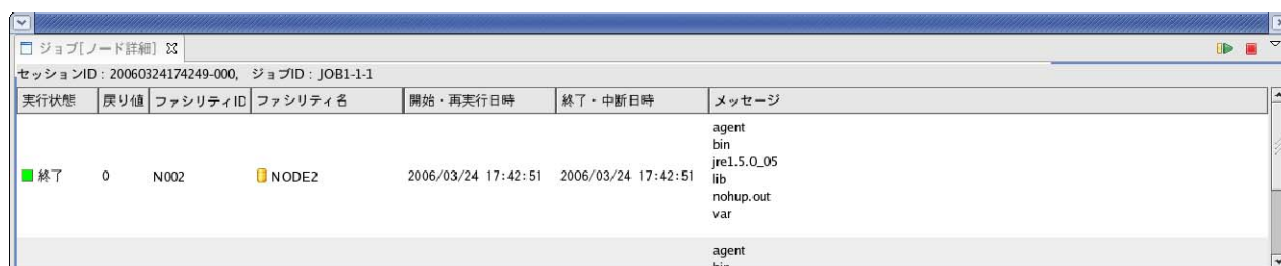 ジョブ[ノード詳細]
セッションID : 20060324174249-000,　ジョブID : JOB1-1-1
実行状態 戻り値 ファシリティID ファシリティ名 開始・再実行日時 終了・中断日時 メッセージ
agent
bin
jre1.5.0_05
終了 0 N002 NODE2 2006/03/24 17:42:51 2006/03/24 17:42:51 lib
nohup.out
var
agent
bin